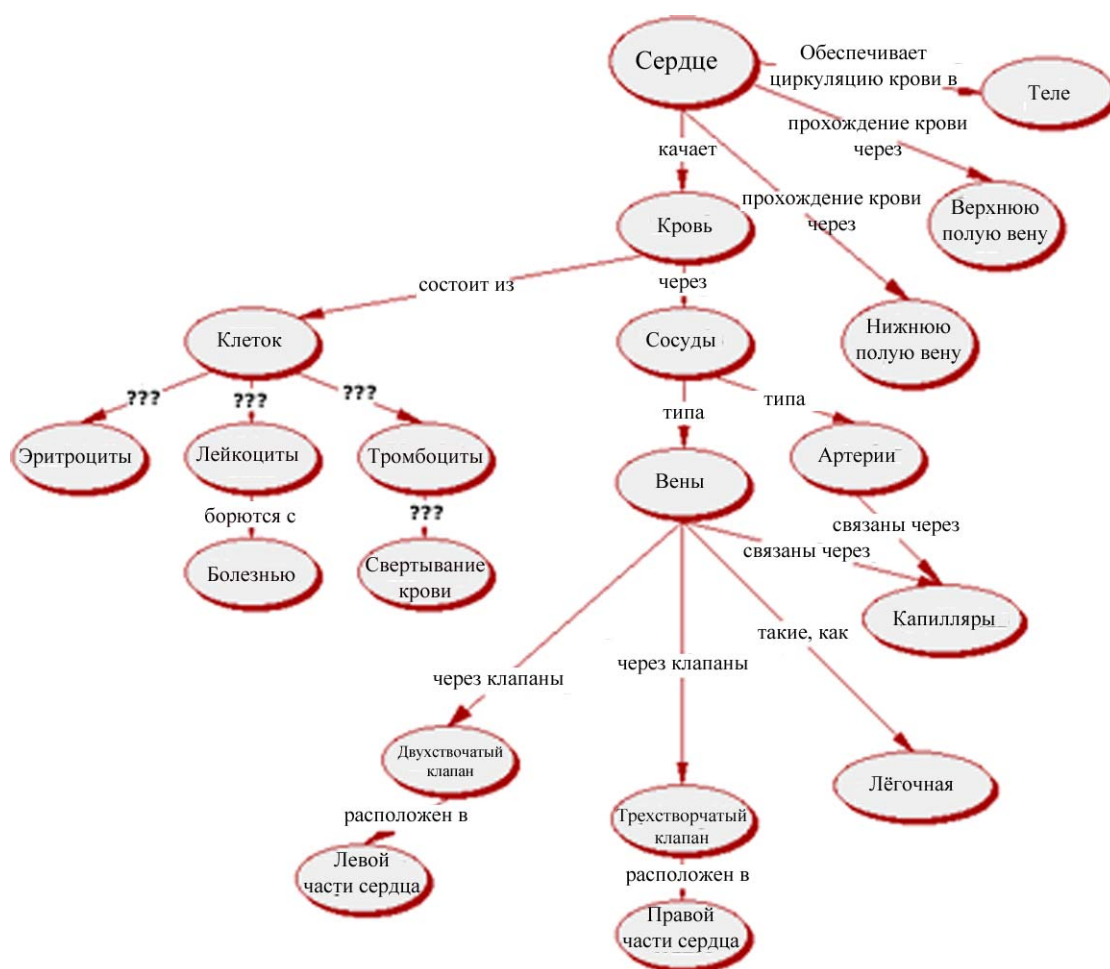 Сердце
Обеспечивает
циркуляцию крови в
Теле
прохождение крови
через
качает
Верхнюю
полую вену
прохождение крови
через
Кровь
состоит из
через
Клеток
Сосуды
Нижнюю
полую вену
???
???
???
типа
типа
Эритроциты
Лейкоциты
Тромбоциты
Вены
Артерии
борются с
???
связаны через
связаны через
Болезнью
Свертывание
крови
Капилляры
такие, как
через клапаны
через клапаны
Двухствочатый
клапан
Лёгочная
расположен в
Трехстворчатый
клапан
Левой
части сердца
расположен в
Правой
части сердца